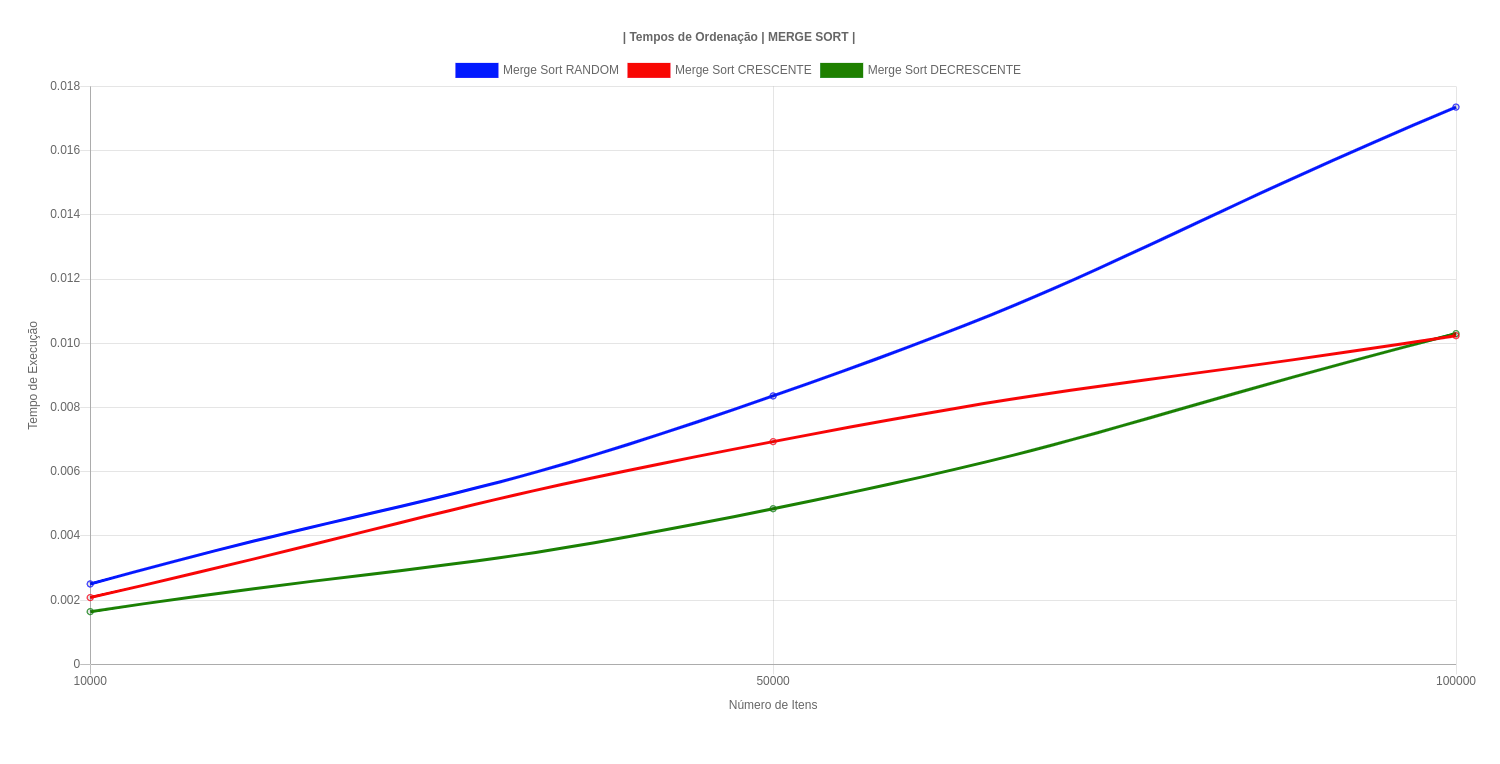 | Tempos de Ordenação | MERGE SORT |
Merge Sort RANDOM Merge Sort CRESCENTE Merge Sort DECRESCENTE
0.018
0.016
0.014
0.012
0.010
0.008
0.006
0.004
0.002
0
Tempo de Execução
10000 50000 100000
Número de Itens